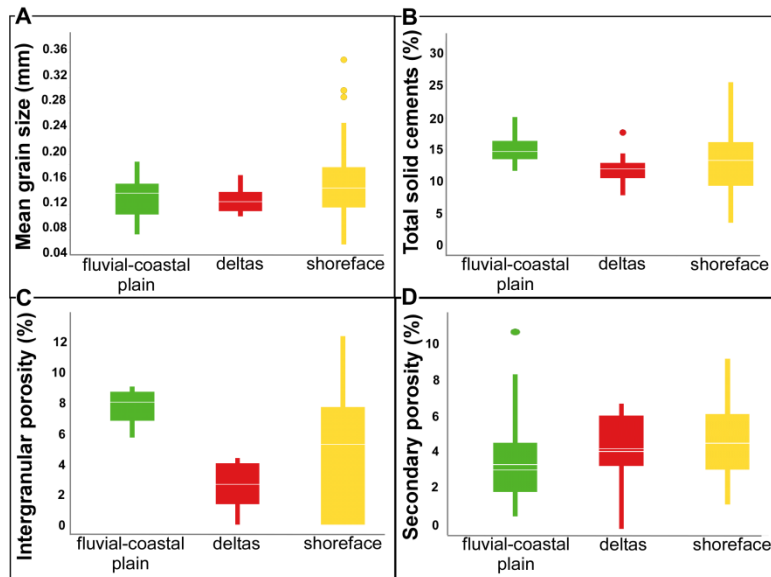 A
Mean grain size (mm)
0.36
0.32
0.28
0.24
0.20
0.16
0.12
0.08
0.04
fluvial-coastal
plain
deltas
shoreface
B
Total solid cements (%)
30
25
20
15
10
5
0
fluvial-coastal
plain
deltas
shoreface
C
Intergranular porosity (%)
12
10
8
6
4
2
0
fluvial-coastal
plain
deltas
shoreface
D
Secondary porosity (%)
10
8
6
4
2
0
fluvial-coastal
plain
deltas
shoreface